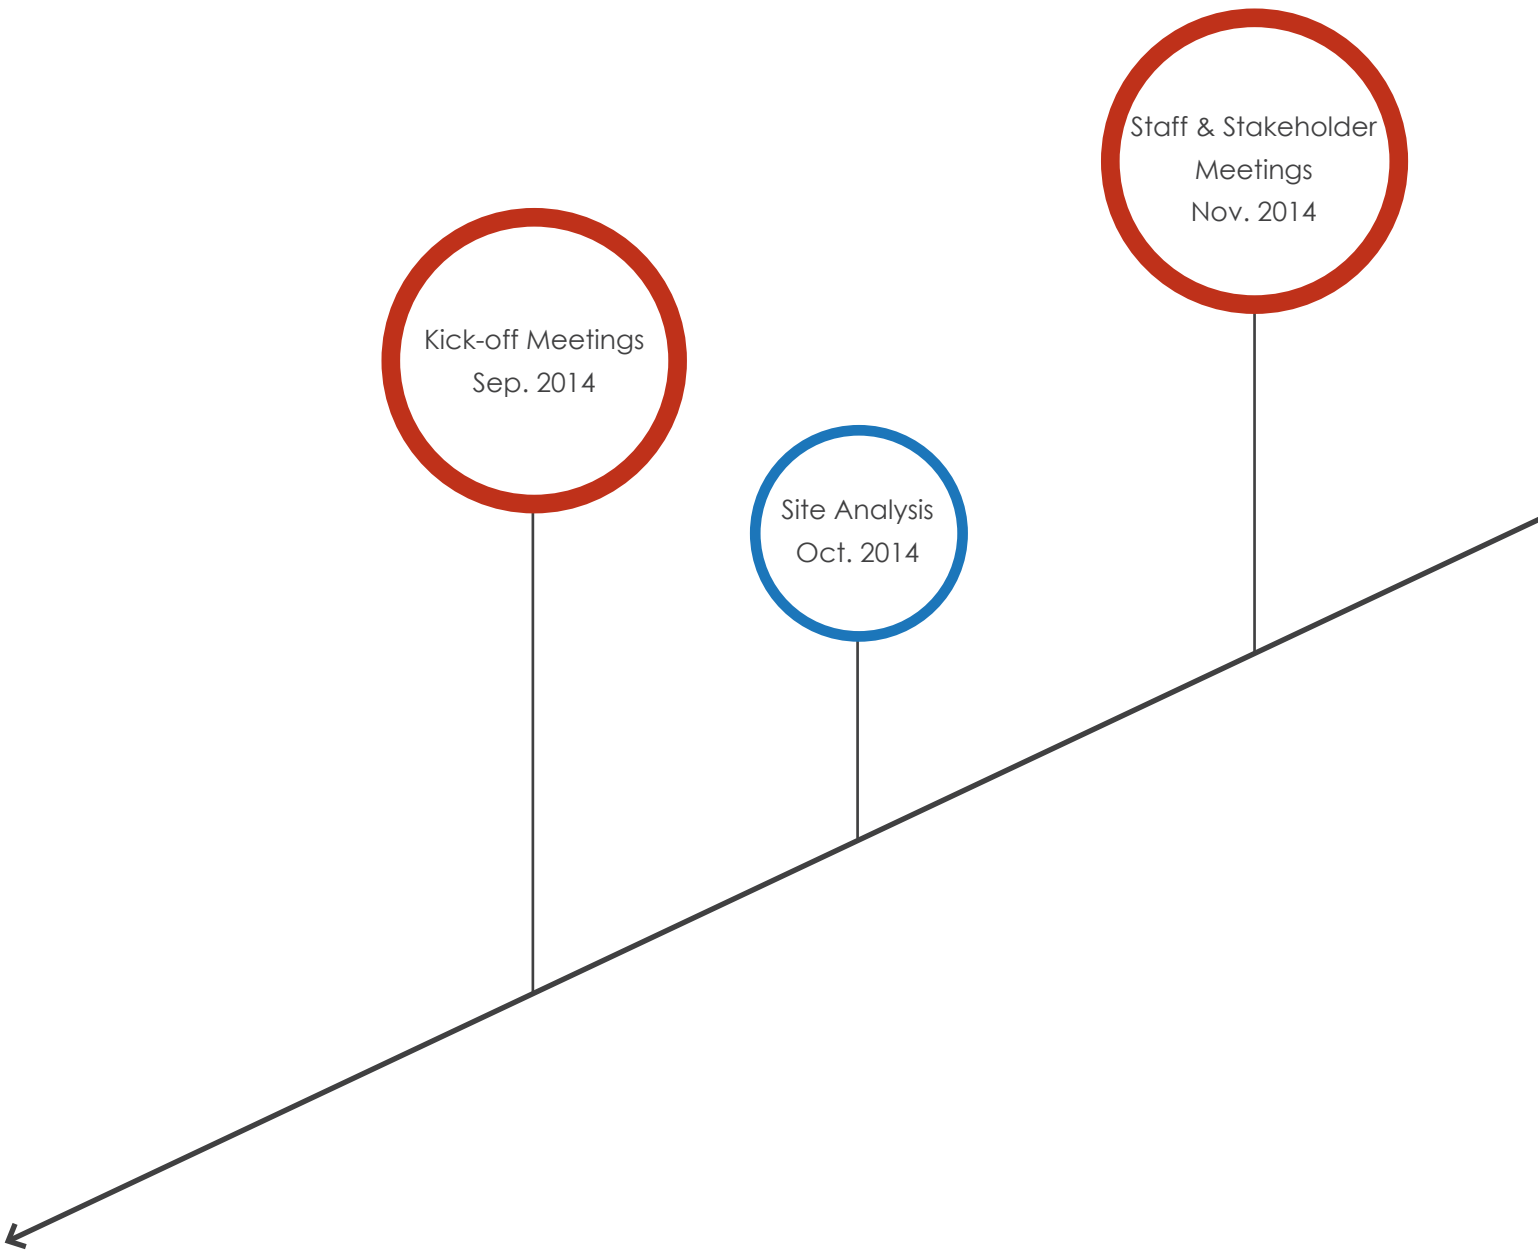 Kick-off Meetings
Sep. 2014
Site Analysis
Oct. 2014
Staff & Stakeholder
Meetings
Nov. 2014